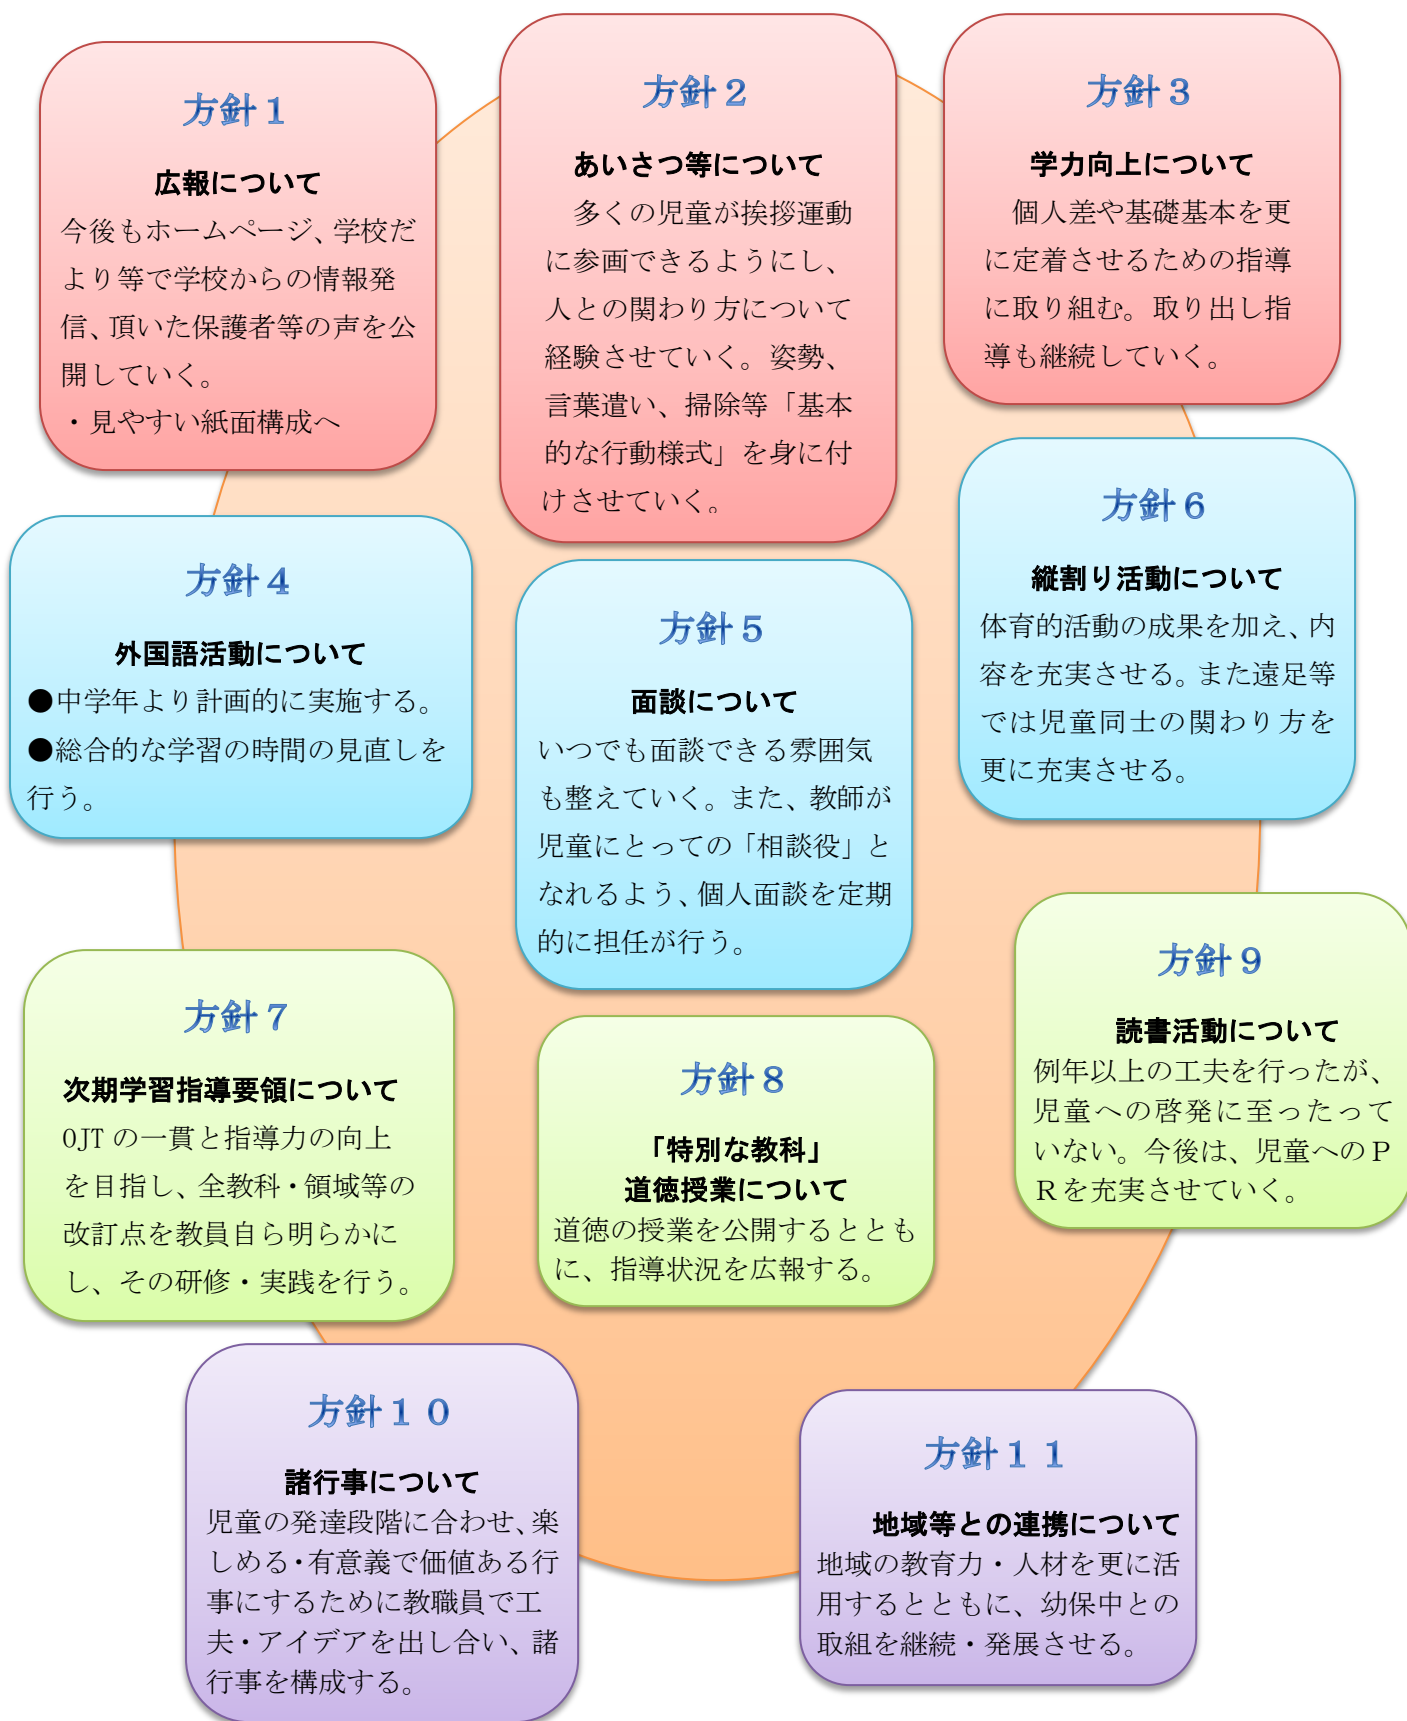 方針１
広報について
今後もホームページ、学校だ
より等で学校からの情報発
信、頂いた保護者等の声を公
開していく。
・見やすい紙面構成へ
方針２
あいさつ等について
多くの児童が挨拶運動
に参画できるようにし、
人との関わり方について
経験させていく。姿勢、
言葉遣い、掃除等「基本
的な行動様式」を身に付
けさせていく。
方針３
学力向上について
個人差や基礎基本を更
に定着させるための指導
に取り組む。取り出し指
導も継続していく。
方針４
外国語活動について
●中学年より計画的に実施する。
●総合的な学習の時間の見直しを
行う。
方針５
面談について
いつでも面談できる雰囲気
も整えていく。また、教師が
児童にとっての「相談役」と
なれるよう、個人面談を定期
的に担任が行う。
方針６
縦割り活動について
体育的活動の成果を加え、内
容を充実させる。また遠足等
では児童同士の関わり方を
更に充実させる。
方針７
次期学習指導要領について
OJT の一貫と指導力の向上
を目指し、全教科・領域等の
改訂点を教員自ら明らかに
し、その研修・実践を行う。
方針８
「特別な教科」
道徳授業について
道徳の授業を公開するととも
に、指導状況を広報する。
方針９
読書活動について
例年以上の工夫を行ったが、
児童への啓発に至ったって
いない。今後は、児童へのＰ
Ｒを充実させていく。
方針１０
諸行事について
児童の発達段階に合わせ、楽
しめる・有意義で価値ある行
事にするために教職員で工
夫・アイデアを出し合い、諸
行事を構成する。
方針１１
地域等との連携について
地域の教育力・人材を更に活
用するとともに、幼保中との
取組を継続・発展させる。